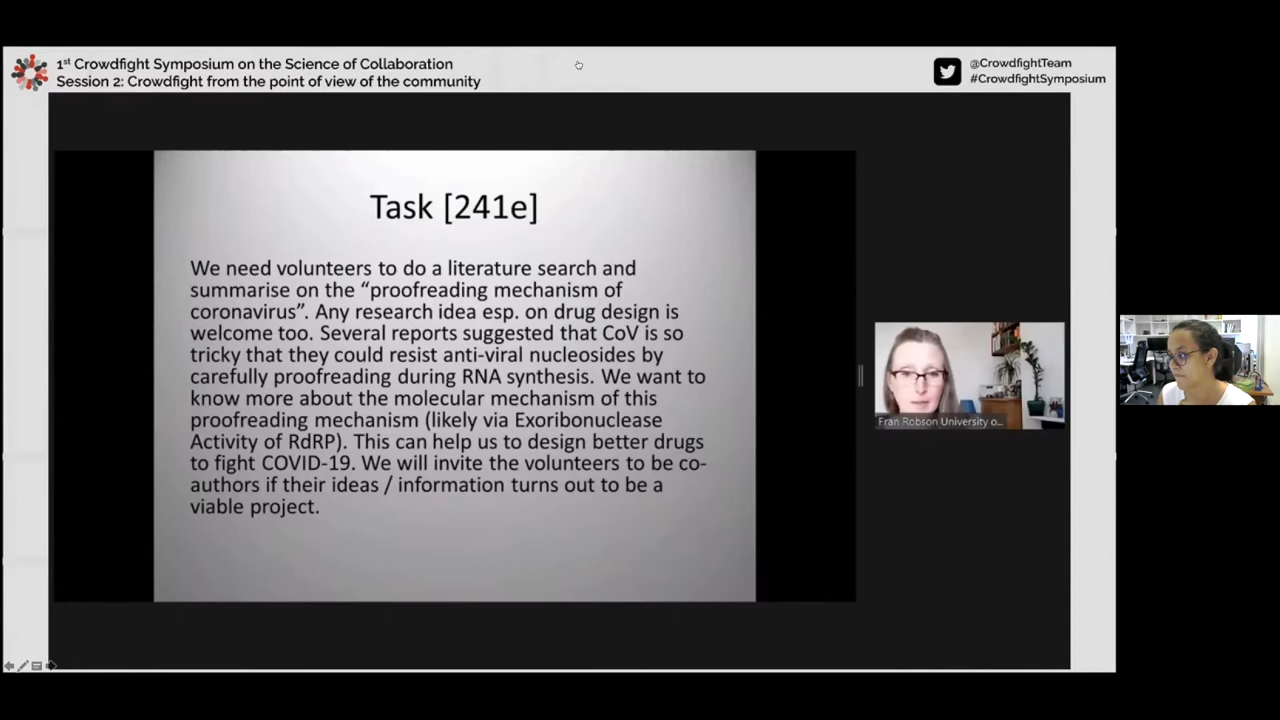 1st Crowdfight Symposium on the Science of Collaboration
Session 2: Crowdfight from the point of view of the community
@CrowdfightTeam
#CrowdfightSymposium
Task [241e]
We need volunteers to do a literature search and
summarise on the “proofreading mechanism of
coronavirus”. Any research idea esp. on drug design is
welcome too. Several reports suggested that CoV is so
tricky that they could resist anti-viral nucleosides by
carefully proofreading during RNA synthesis. We want to
know more about the molecular mechanism of this
proofreading mechanism (likely via Exoribonuclease
Activity of RdRP). This can help us to design better drugs
to fight COVID-19. We will invite the volunteers to be co-
authors if their ideas / information turns out to be a
viable project.
Fran Robson University o...